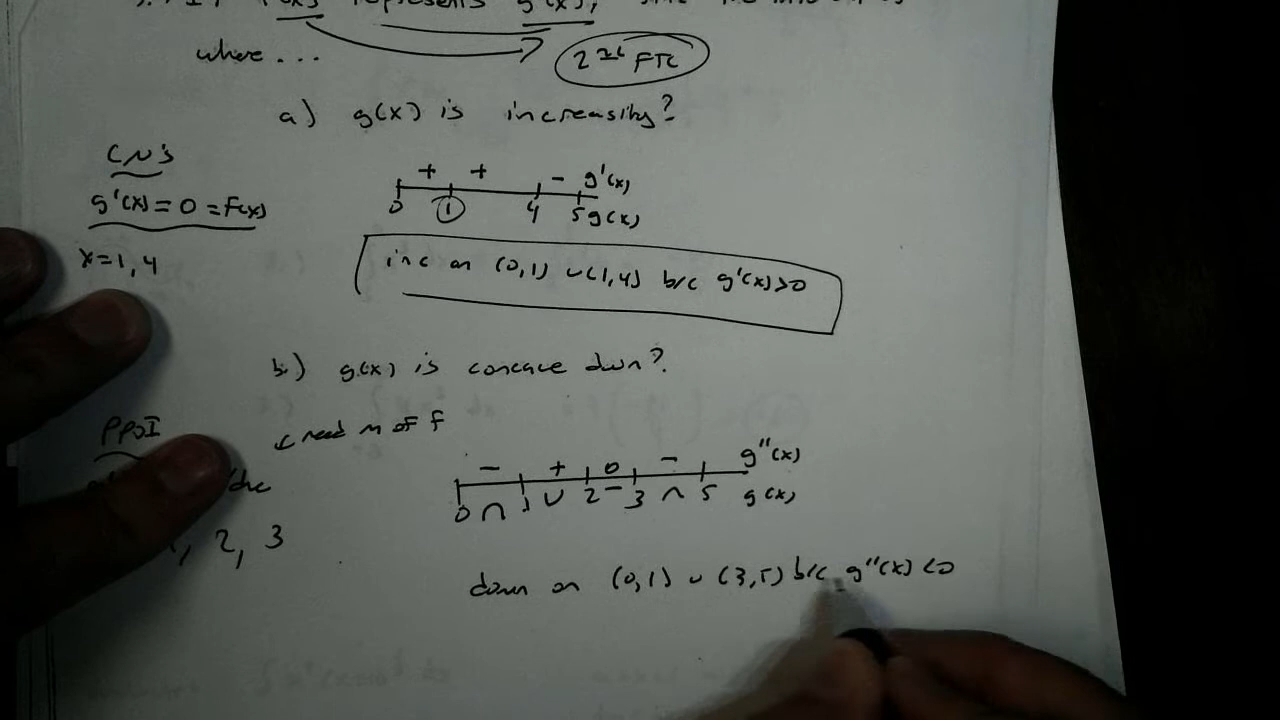 represents g(x),
where...
2nd FTC
a.) g(x) is increasing?
CN's
+ + - g'(x)
g'(x)=0=F(x)
0 1 4 5 g(x)
x=1,4
inc on (0,1) ∪ (1,4) b/c g'(x)>0
b.) g(x) is concave down?
PPOI
↙ need m of f
- + 0 - g''(x)
0 ∩ 1 ∪ 2 - 3 ∩ 5 g(x)
/dne
, 2, 3
down on (0,1) ∪ (3,5) b/c g''(x) <0